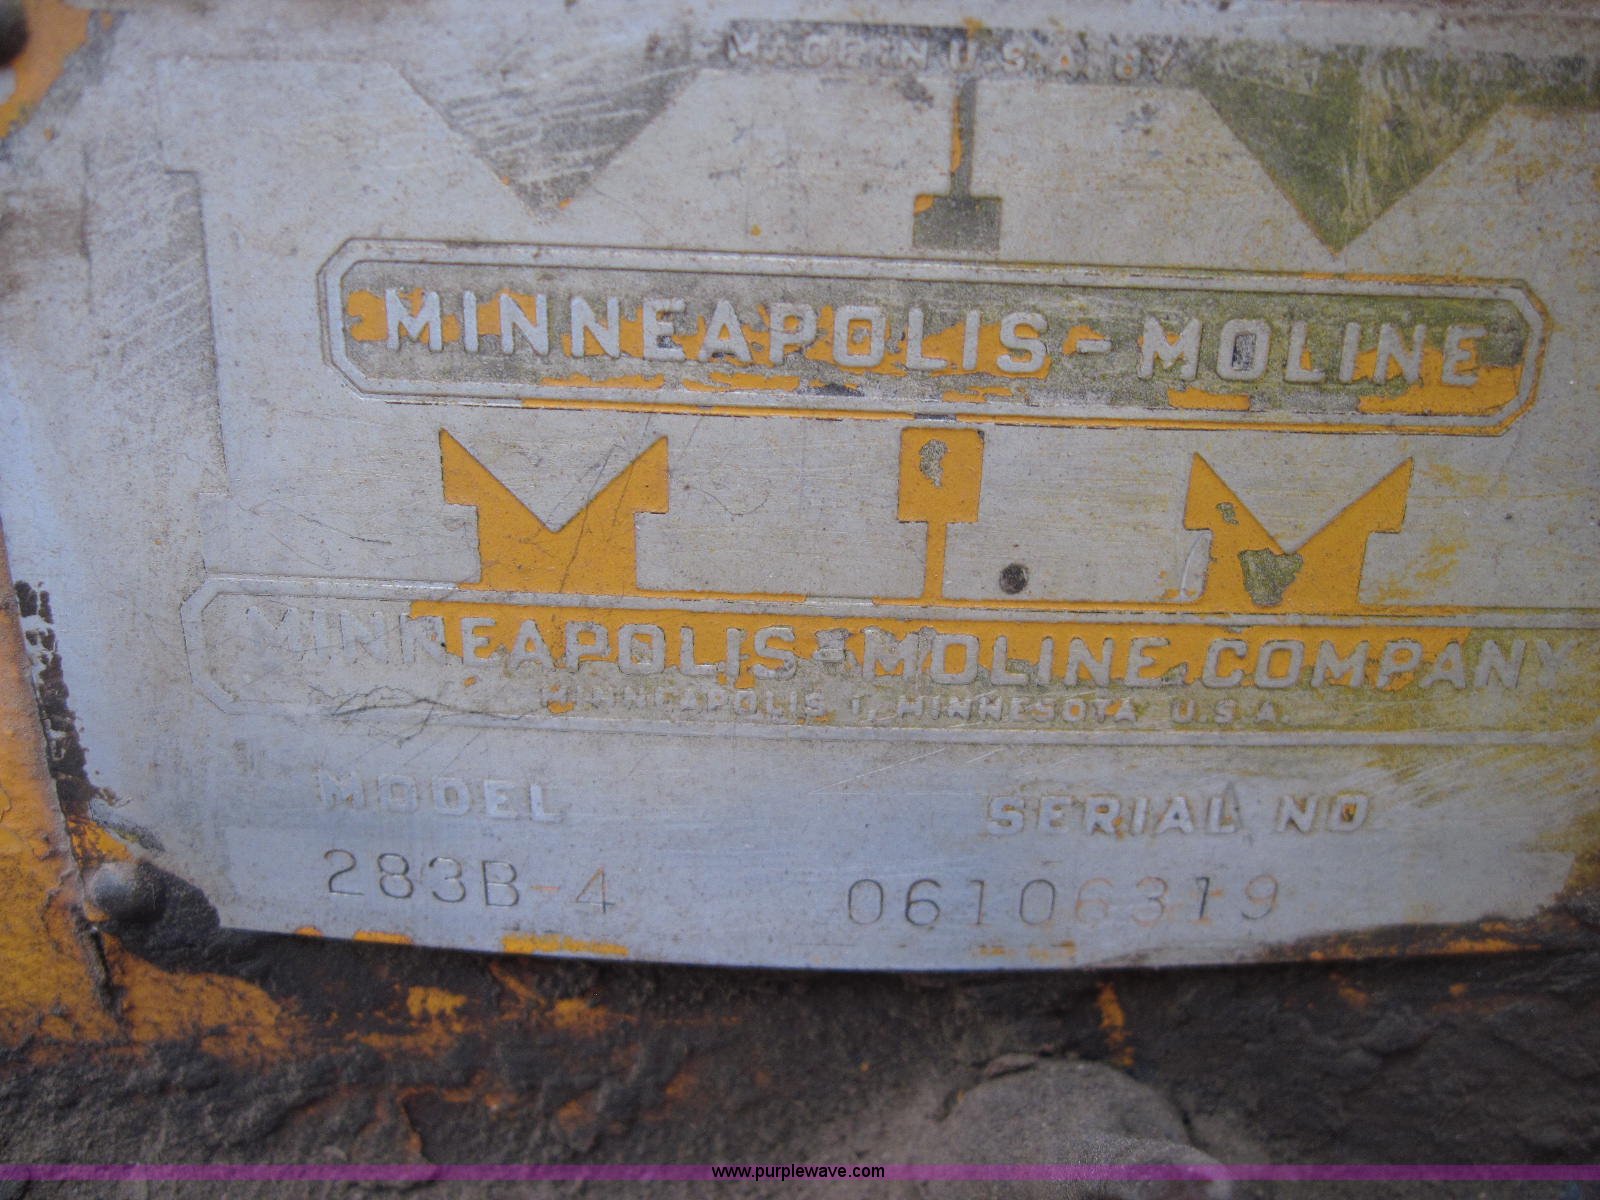 MADE IN U.S.A. BY
MINNEAPOLIS-MOLINE
M M
MINNEAPOLIS-MOLINE COMPANY
MINNEAPOLIS 1, MINNESOTA U.S.A.
MODEL SERIAL NO
283B-4 06106319
www.purplewave.com